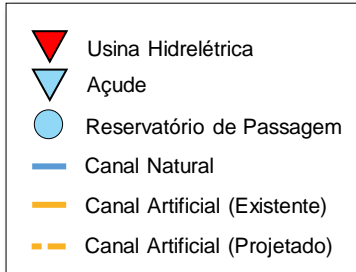 Usina Hidrelétrica
Açude
Reservatório de Passagem
Canal Natural
Canal Artificial (Existente)
Canal Artificial (Projetado)